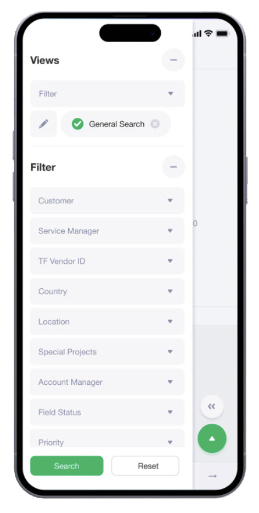 Views
Filter
General Search
Filter
Customer
Service Manager
TF Vendor ID
Country
Location
Special Projects
Account Manager
Field Status
Priority
Search
Reset
0